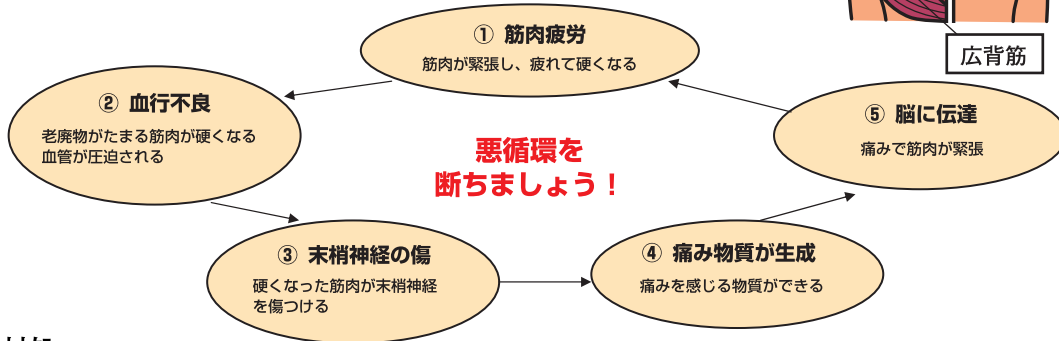 広背筋
① 筋肉疲労
筋肉が緊張し、疲れて硬くなる
② 血行不良
老廃物がたまる筋肉が硬くなる
血管が圧迫される
⑤ 脳に伝達
痛みで筋肉が緊張
悪循環を
断ちましょう！
③ 末梢神経の傷
硬くなった筋肉が末梢神経
を傷つける
④ 痛み物質が生成
痛みを感じる物質ができる